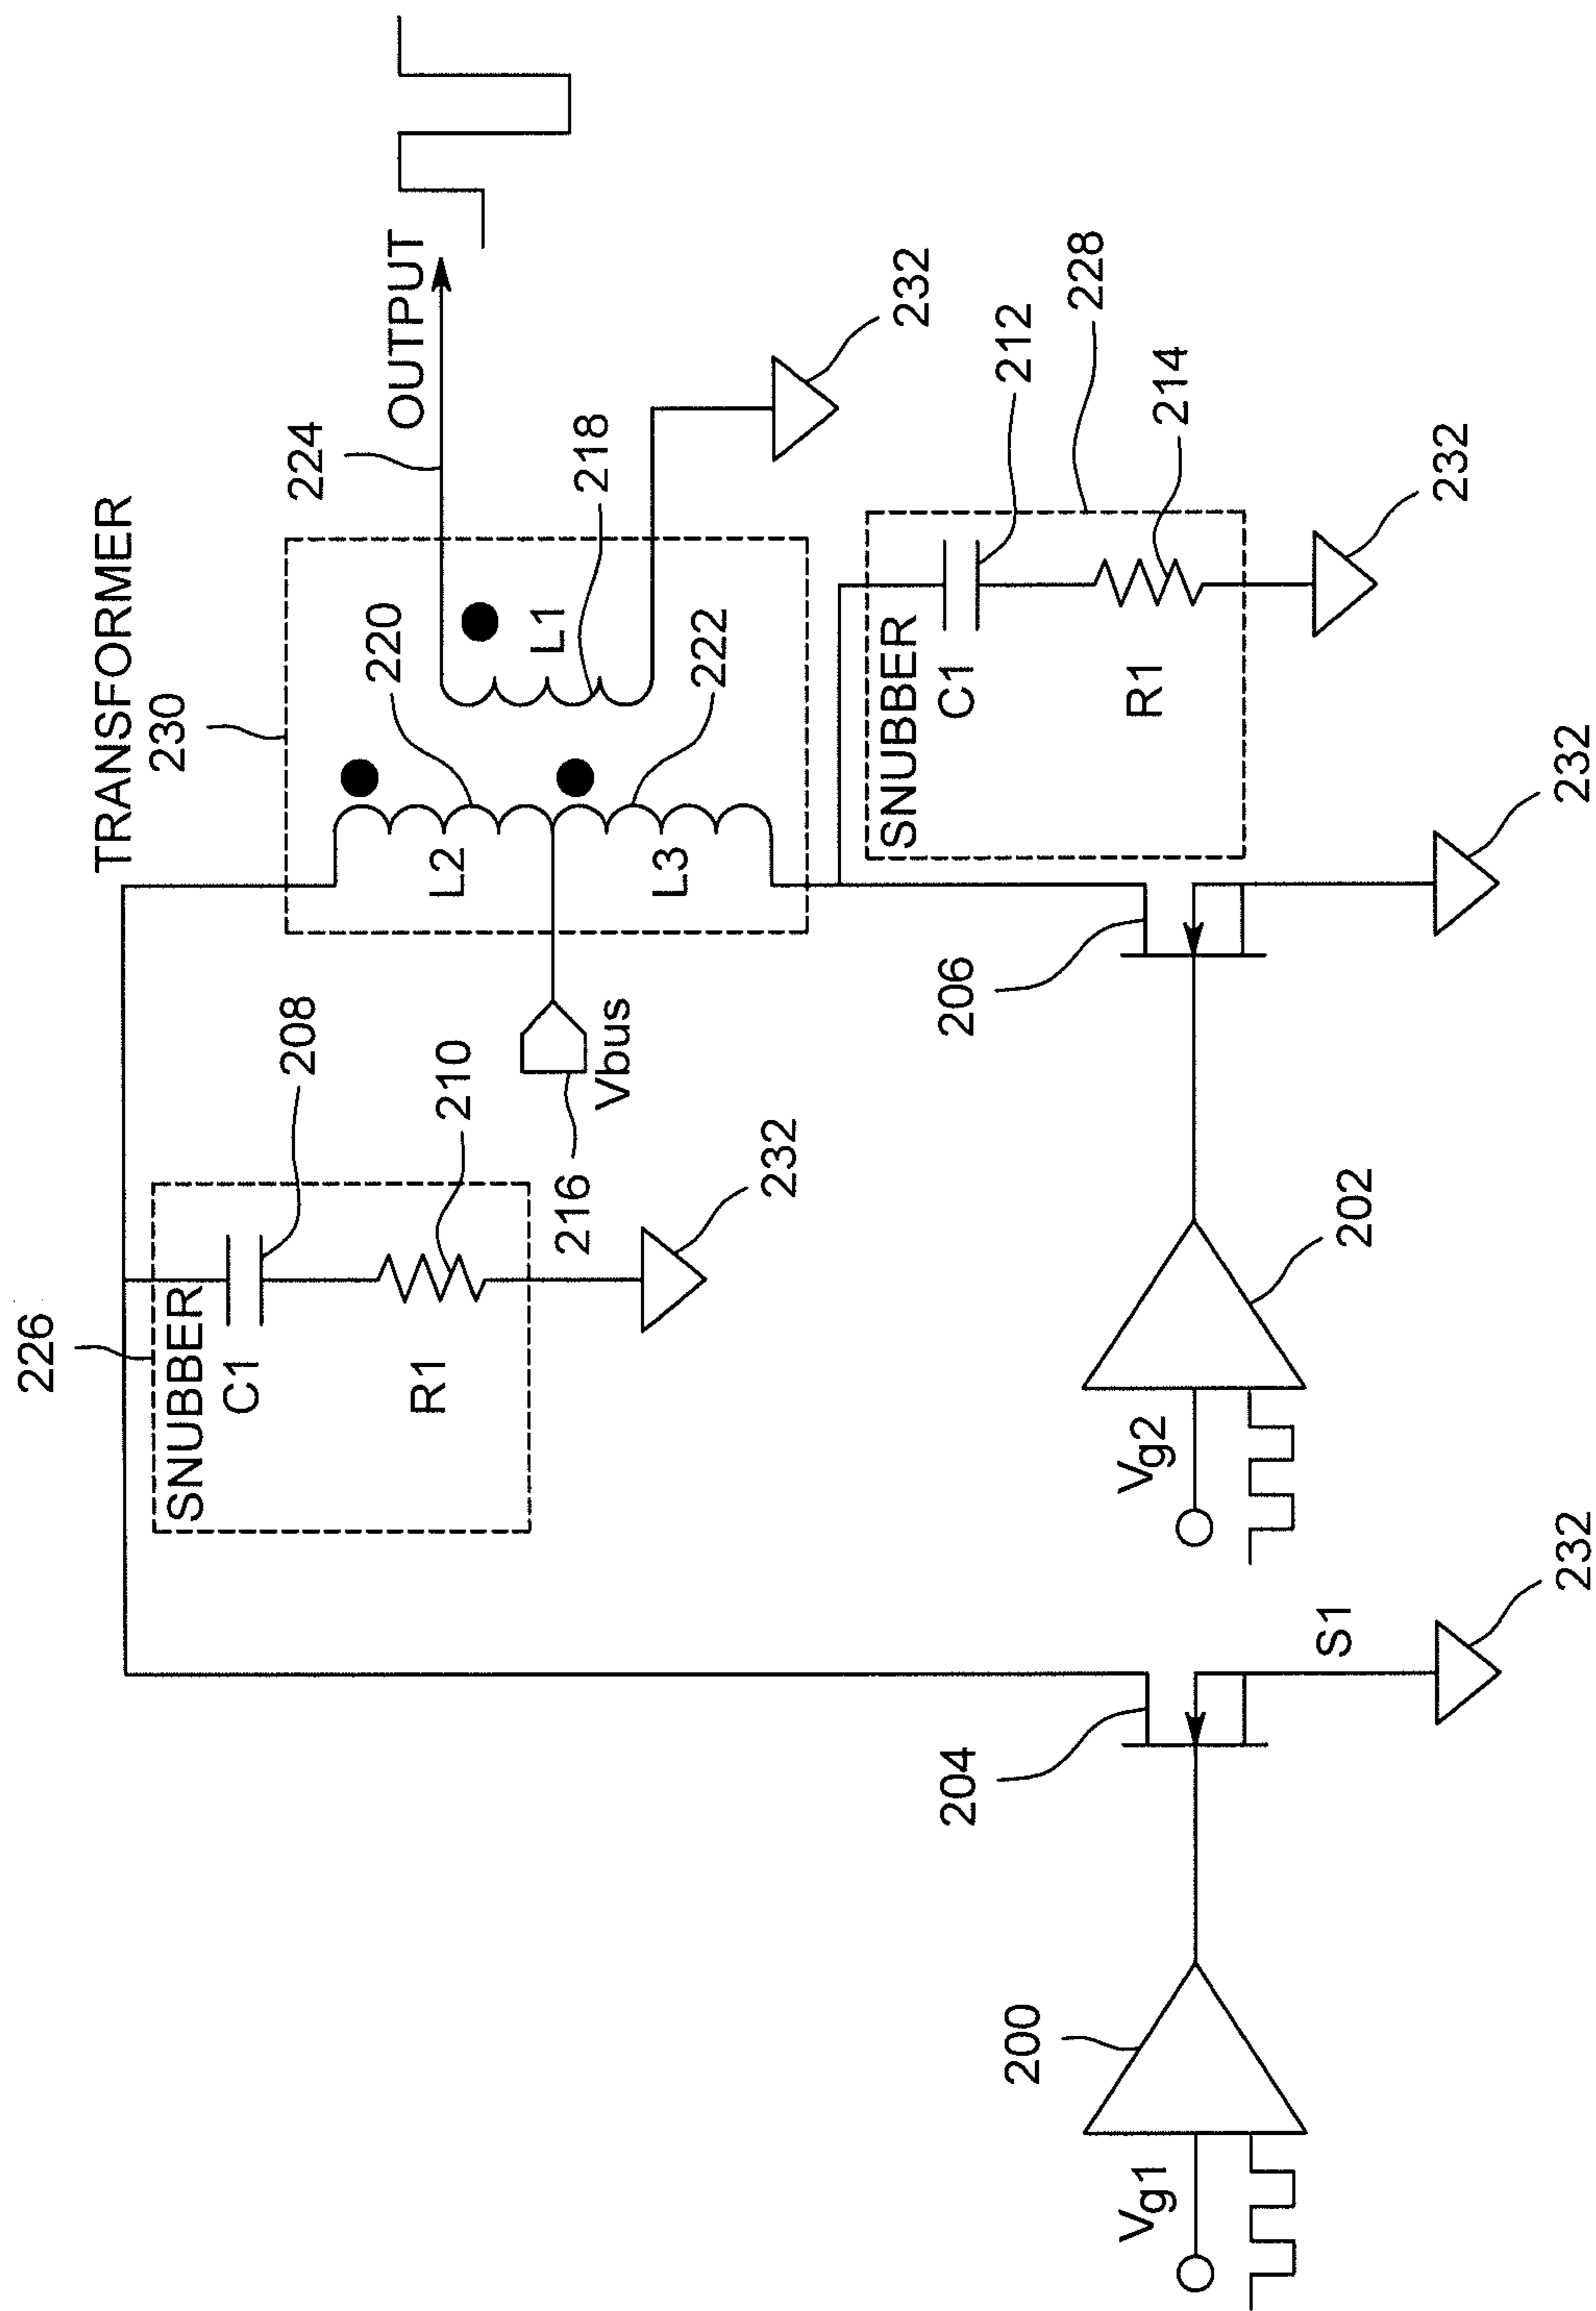 TRANSFORMER
230
226
SNUBBER
C1
208
R1
210
232
216
Vbus
L2
220
L3
222
L1
218
224
OUTPUT
232
SNUBBER
C1
212
R1
214
228
232
200
Vg1
204
S1
232
202
Vg2
206
232